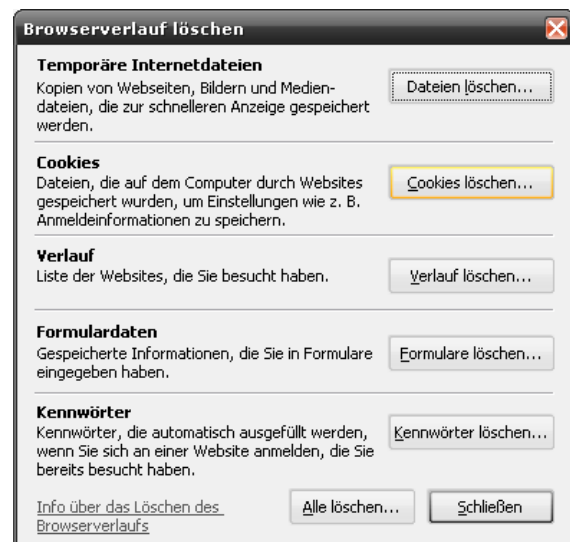 Browserverlauf löschen
Temporäre Internetdateien
Kopien von Webseiten, Bildern und Medien-
dateien, die zur schnelleren Anzeige gespeichert
werden.
Dateien löschen...
Cookies
Dateien, die auf dem Computer durch Websites
gespeichert wurden, um Einstellungen wie z. B.
Anmeldeinformationen zu speichern.
Cookies löschen...
Verlauf
Liste der Websites, die Sie besucht haben.
Verlauf löschen...
Formulardaten
Gespeicherte Informationen, die Sie in Formulare
eingegeben haben.
Formulare löschen...
Kennwörter
Kennwörter, die automatisch ausgefüllt werden,
wenn Sie sich an einer Website anmelden, die Sie
bereits besucht haben.
Kennwörter löschen...
Info über das Löschen des
Browserverlaufs
Alle löschen...
Schließen